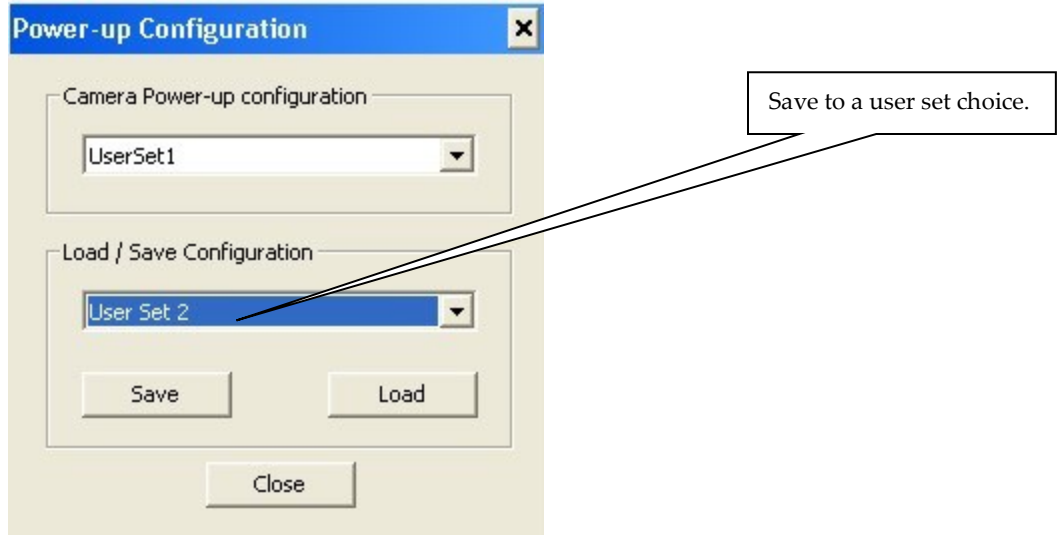 Power-up Configuration
Camera Power-up configuration
UserSet1
Load / Save Configuration
User Set 2
Save
Load
Close
Save to a user set choice.